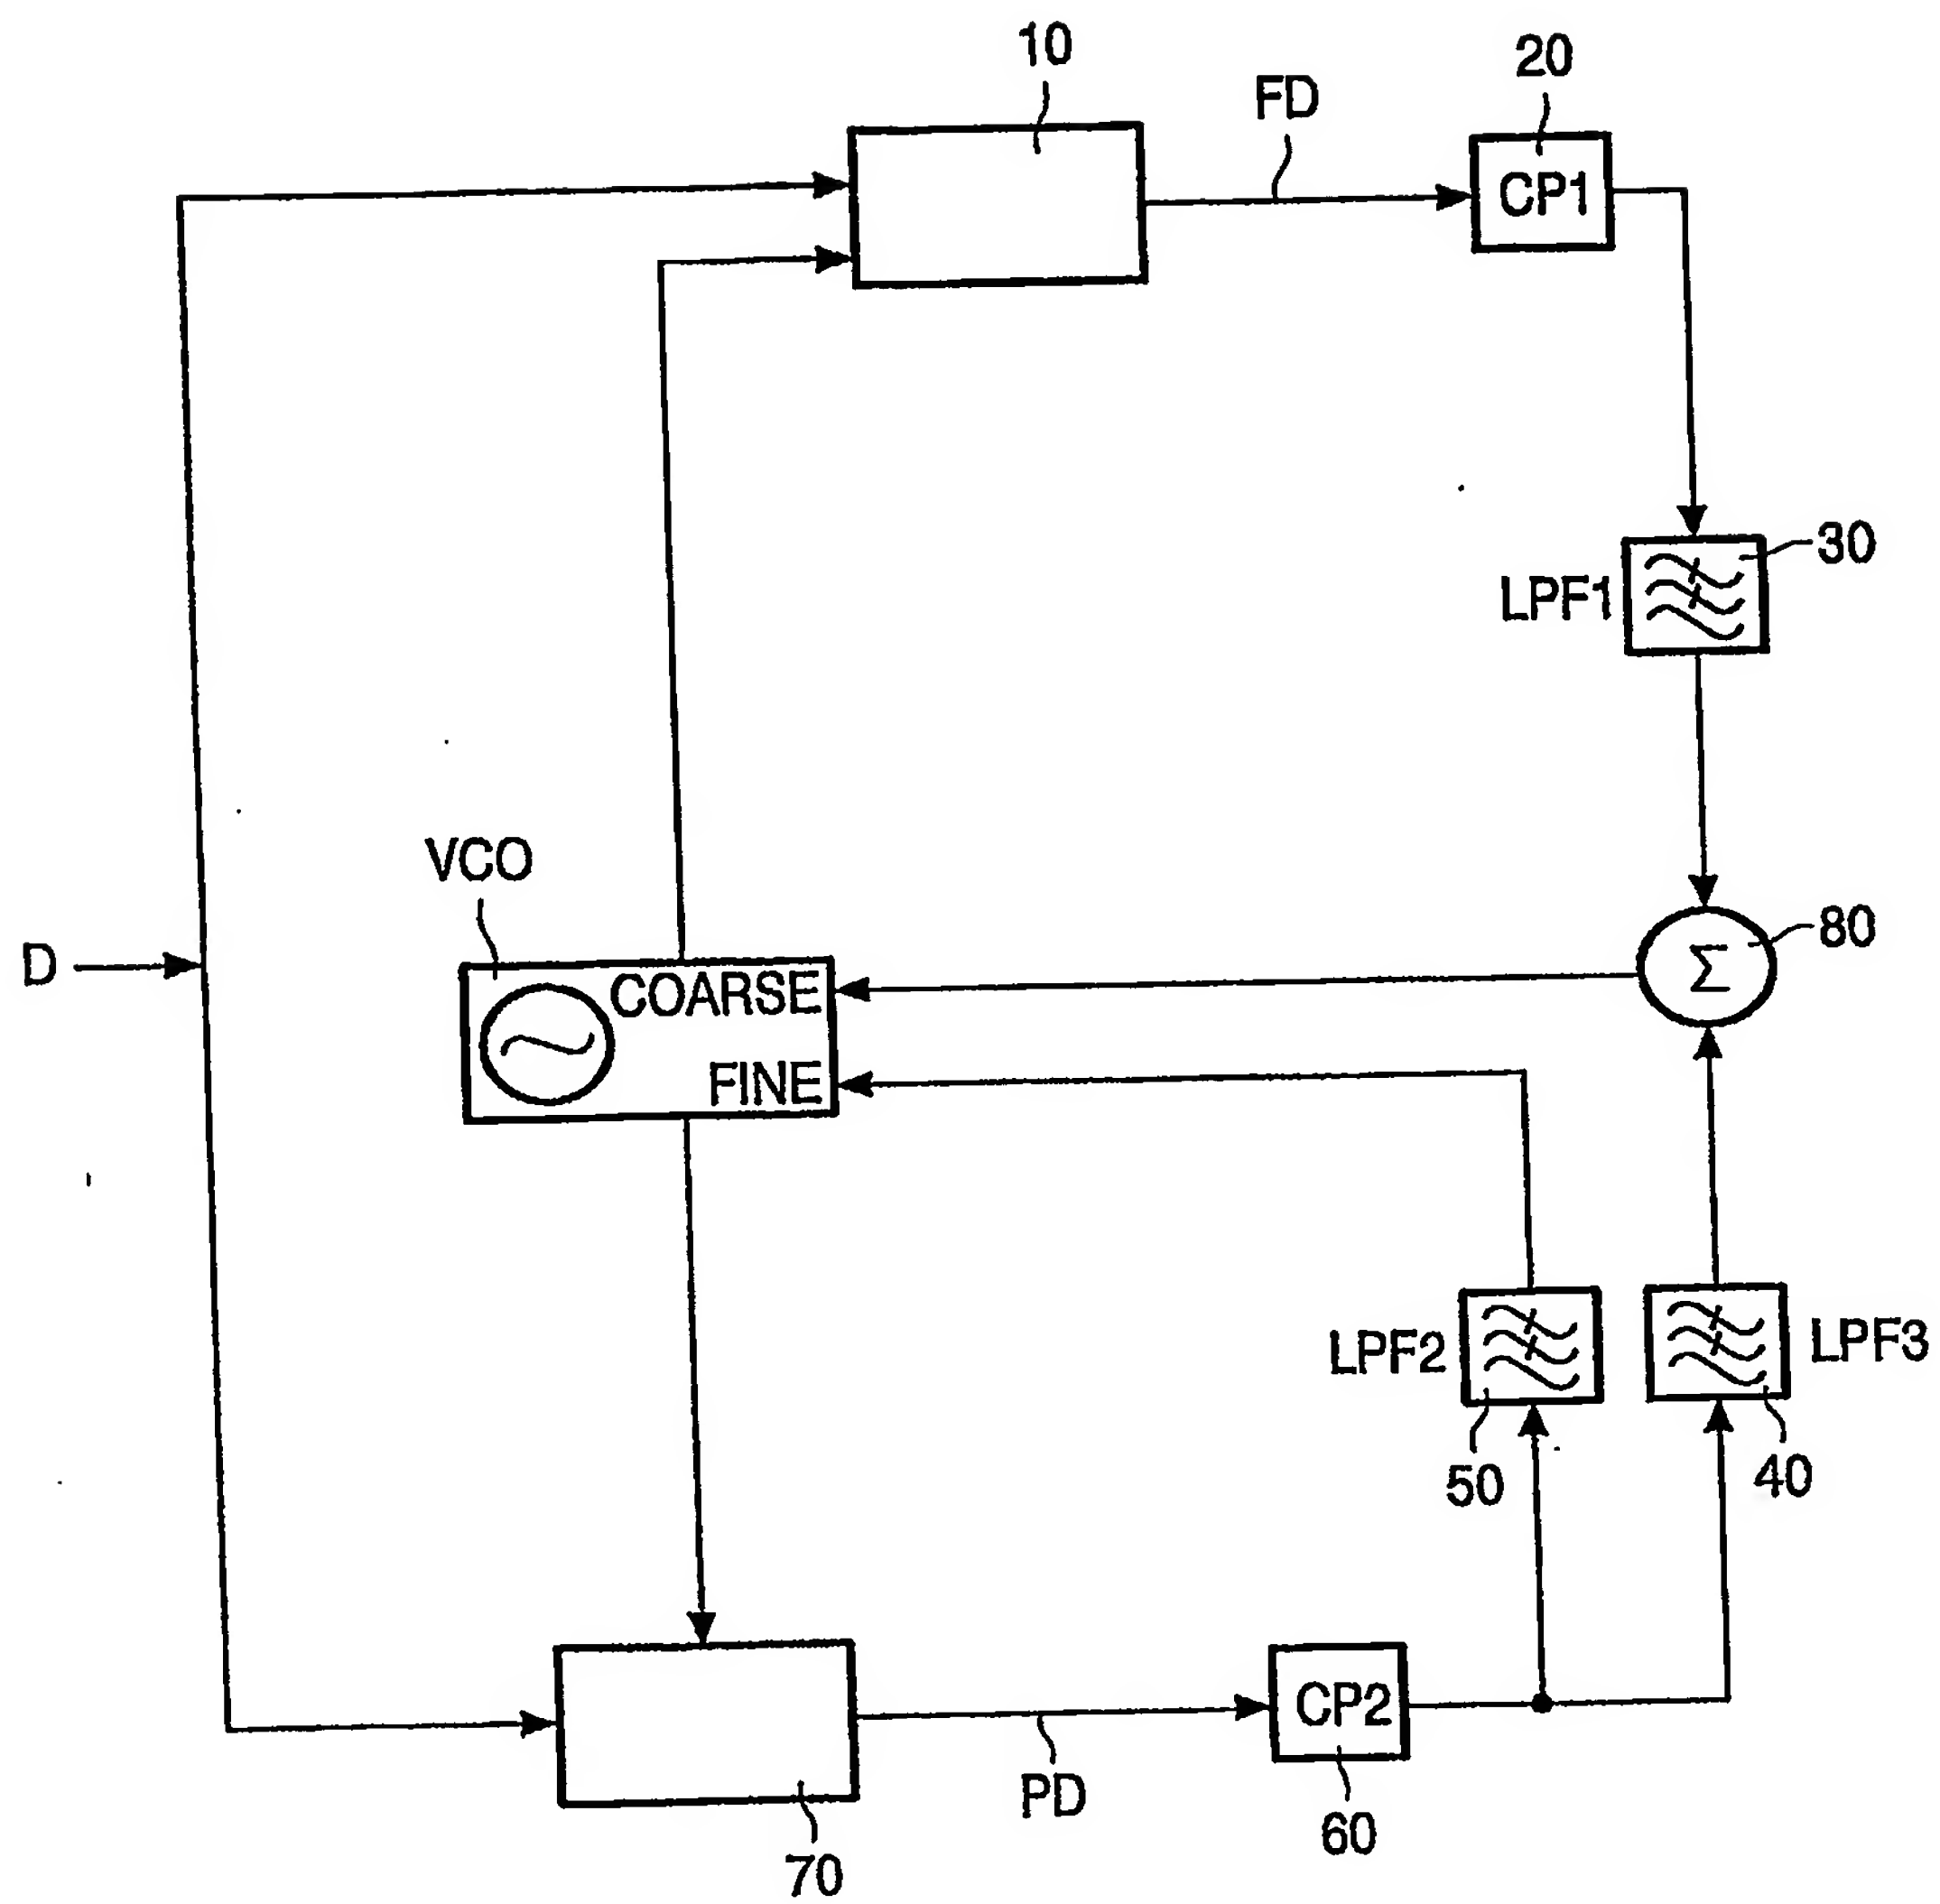 10
FD
20
CP1
30
LPF1
VCO
80
D
COARSE
Σ
FINE
LPF2
LPF3
50
40
CP2
PD
60
70